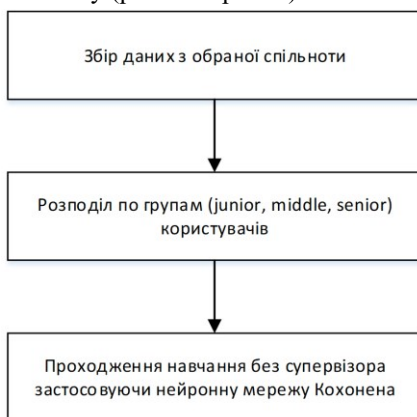 Збір даних з обраної спільноти
Розподіл по групам (junior, middle, senior)
користувачів
Проходження навчання без супервізора
застосовуючи нейронну мережу Кохонена